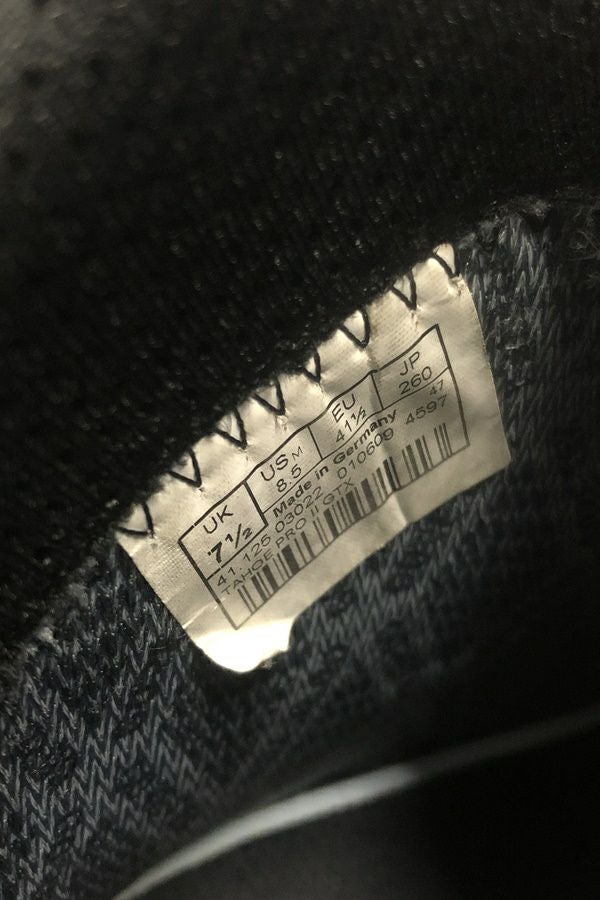 UK US M EU JP
7½ 8.5 41½ 260
Made in Germany 47
41.125 03022 010609 4597
TAHOE PRO II GTX